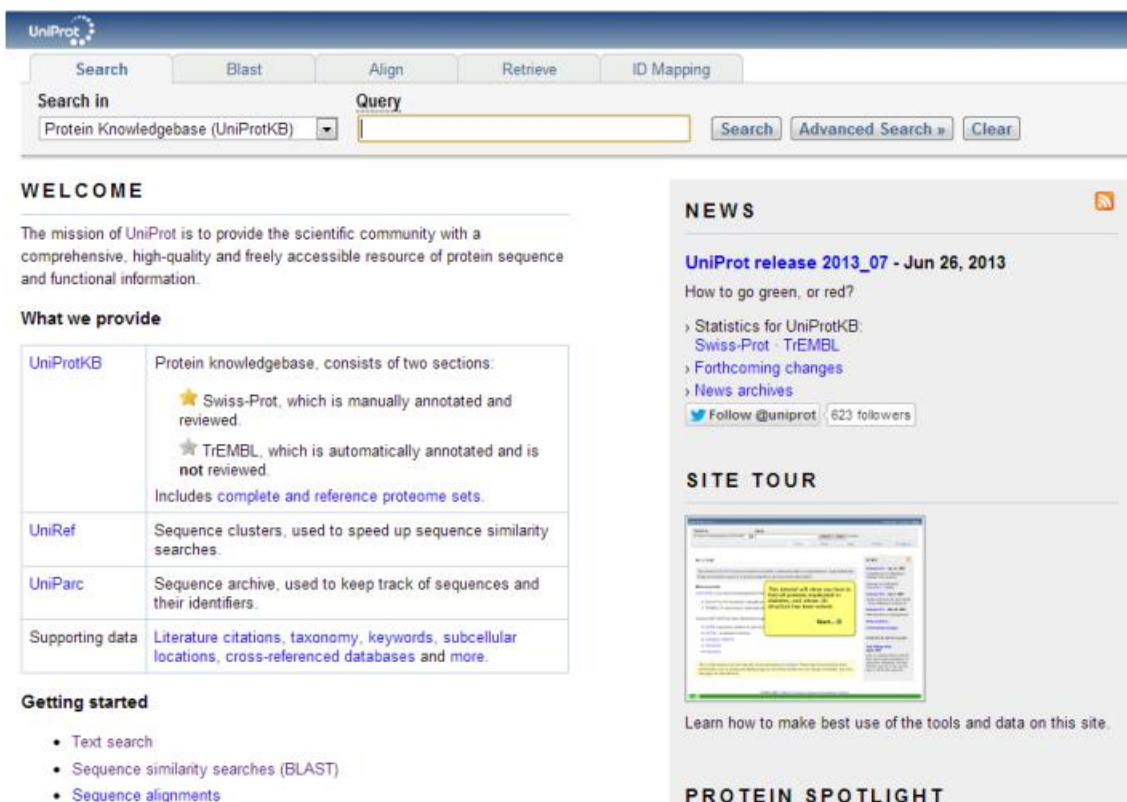 UniProt
Search Blast Align Retrieve ID Mapping
Search in Query
Protein Knowledgebase (UniProtKB) Search Advanced Search » Clear
WELCOME
The mission of UniProt is to provide the scientific community with a
comprehensive, high-quality and freely accessible resource of protein sequence
and functional information.
What we provide
UniProtKB Protein knowledgebase, consists of two sections:
Swiss-Prot, which is manually annotated and
reviewed.
TrEMBL, which is automatically annotated and is
not reviewed.
Includes complete and reference proteome sets.
UniRef Sequence clusters, used to speed up sequence similarity
searches.
UniParc Sequence archive, used to keep track of sequences and
their identifiers.
Supporting data Literature citations, taxonomy, keywords, subcellular
locations, cross-referenced databases and more.
Getting started
• Text search
• Sequence similarity searches (BLAST)
• Sequence alignments
NEWS
UniProt release 2013_07 - Jun 26, 2013
How to go green, or red?
› Statistics for UniProtKB:
Swiss-Prot · TrEMBL
› Forthcoming changes
› News archives
Follow @uniprot 623 followers
SITE TOUR
Learn how to make best use of the tools and data on this site.
PROTEIN SPOTLIGHT